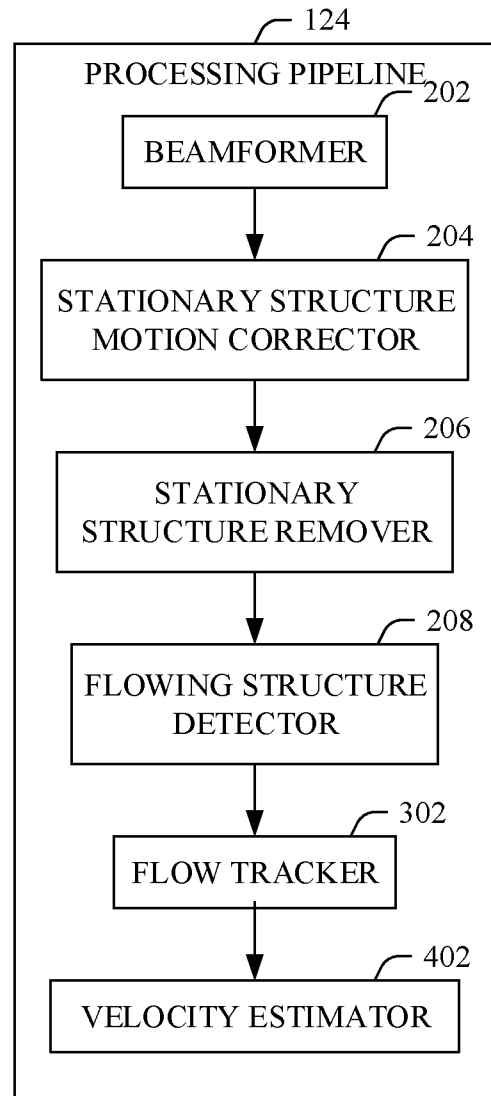 124
PROCESSING PIPELINE
202
BEAMFORMER
204
STATIONARY STRUCTURE
MOTION CORRECTOR
206
STATIONARY
STRUCTURE REMOVER
208
FLOWING STRUCTURE
DETECTOR
302
FLOW TRACKER
402
VELOCITY ESTIMATOR